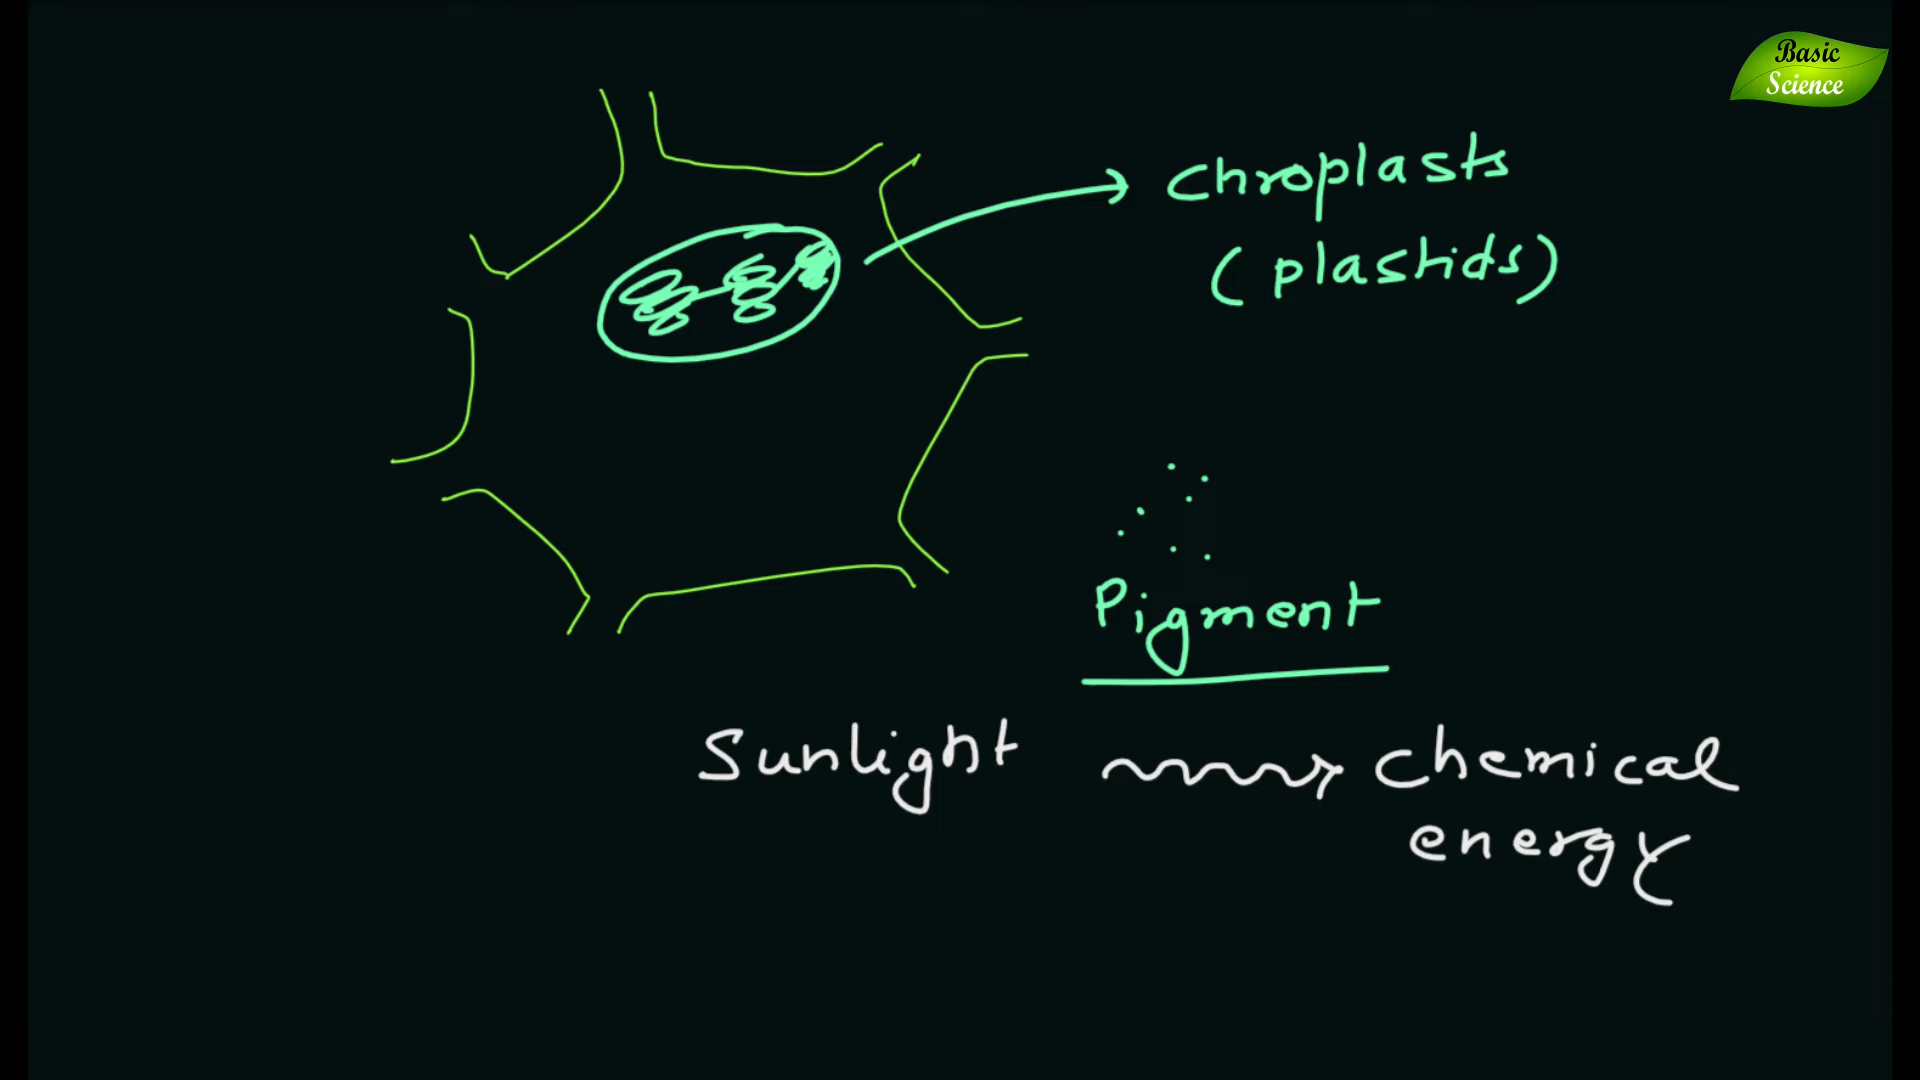 Basic
Science
Chroplasts
(plastids)
Pigment
Sunlight chemical
energy